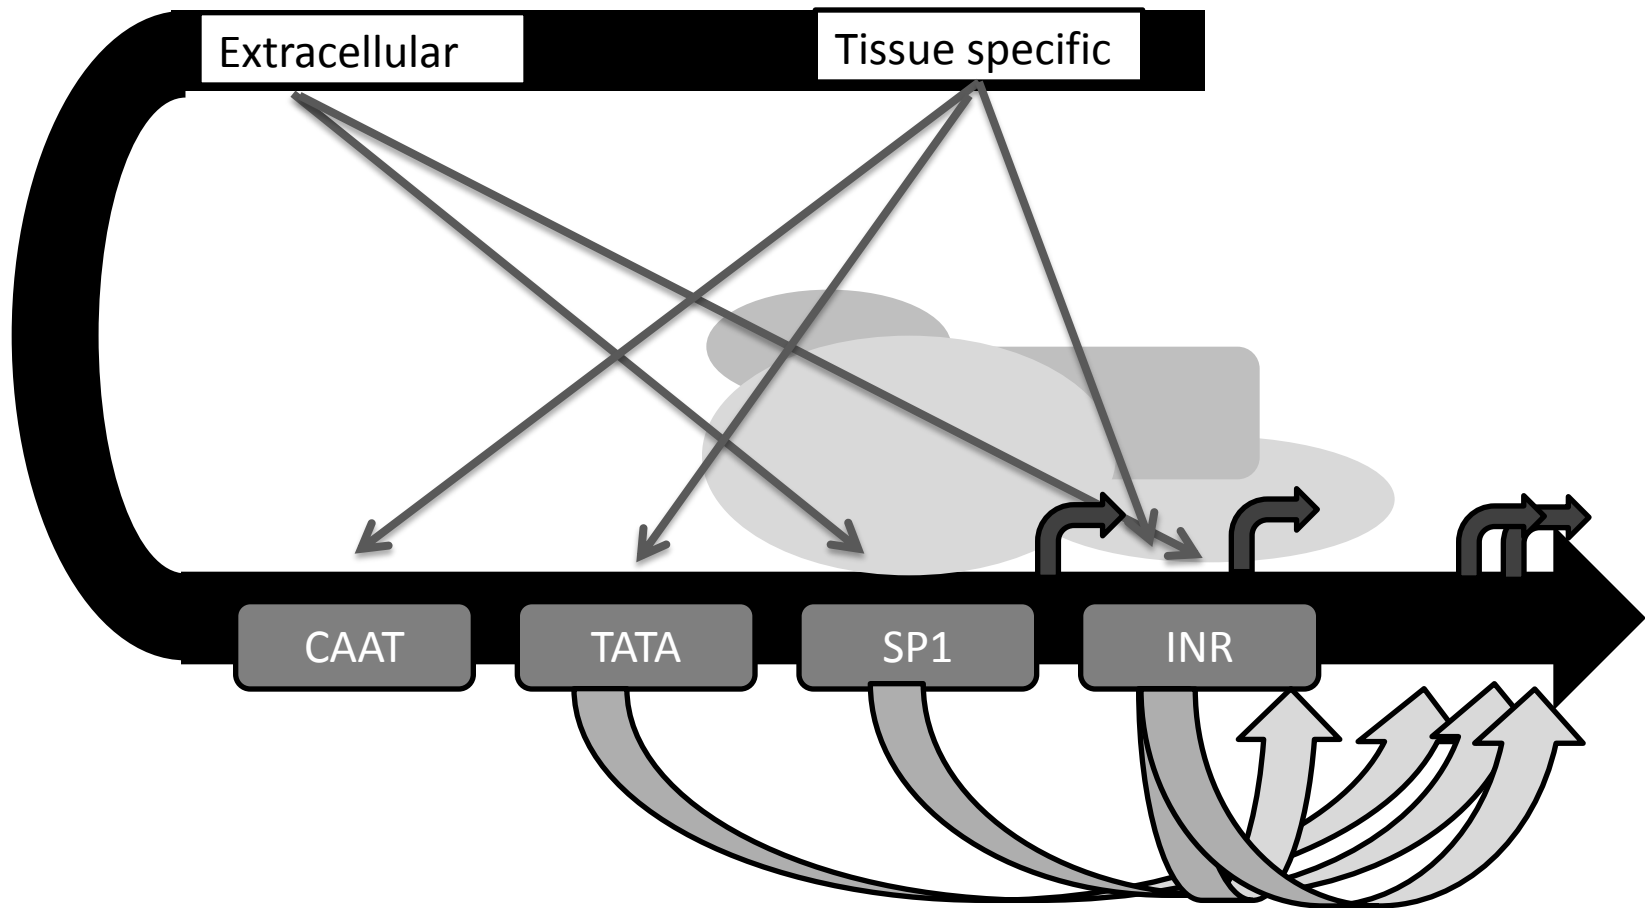 Extracellular
Tissue specific
CAAT
TATA
SP1
INR